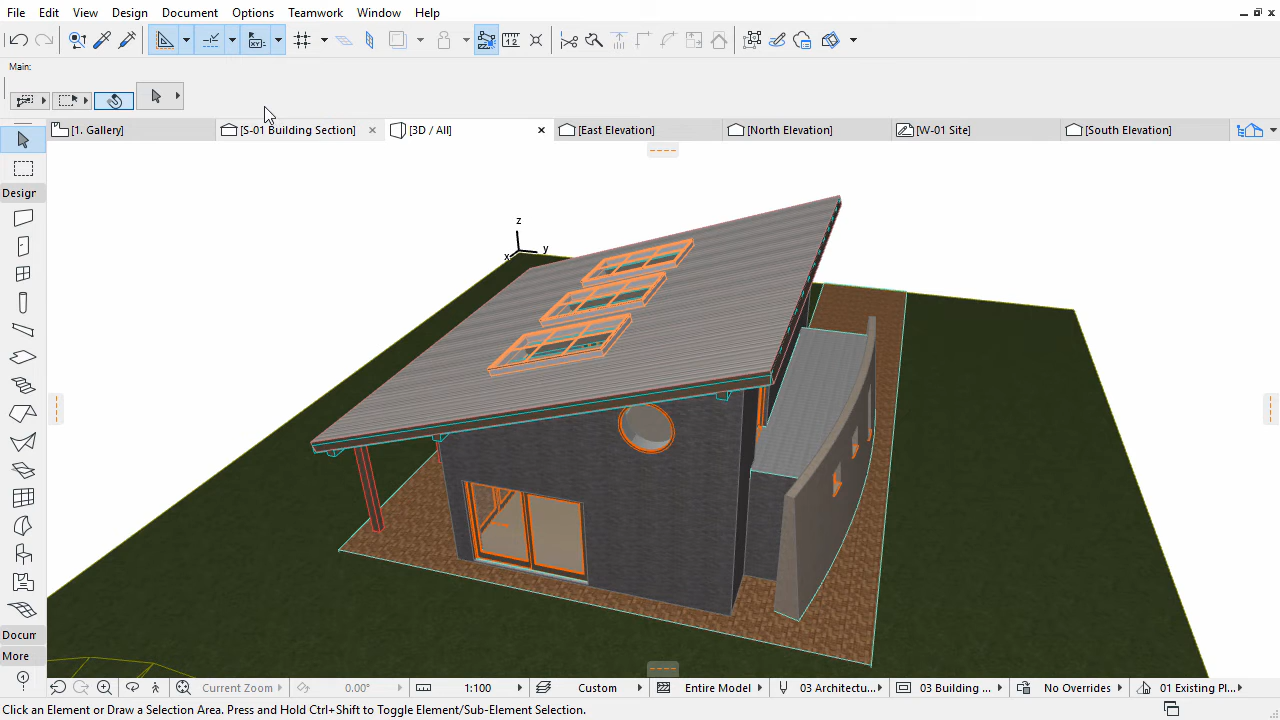 File Edit View Design Document Options Teamwork Window Help
Main:
[1. Gallery] [S-01 Building Section] [3D / All] [East Elevation] [North Elevation] [W-01 Site] [South Elevation]
Design
z
x y
Docum
More
Current Zoom 0.00° 1:100 Custom Entire Model 03 Architectu... 03 Building ... No Overrides 01 Existing Pl...
Click an Element or Draw a Selection Area. Press and Hold Ctrl+Shift to Toggle Element/Sub-Element Selection.